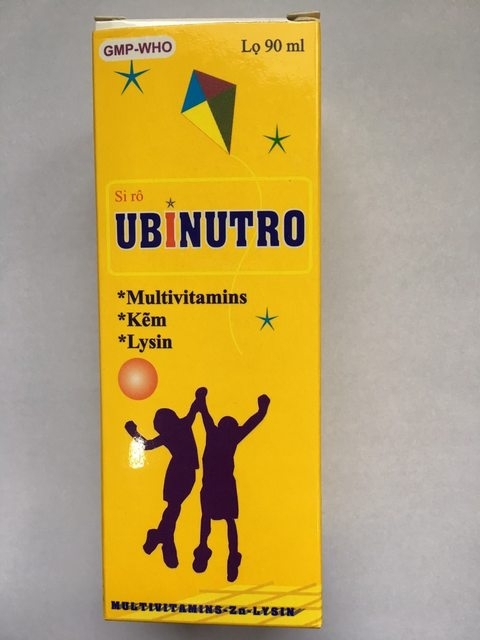 GMP-WHO
Lọ 90 ml
Si rô
UBINUTRO
*Multivitamins
*Kẽm
*Lysin
MULTIVITAMINS-Zn-LYSIN